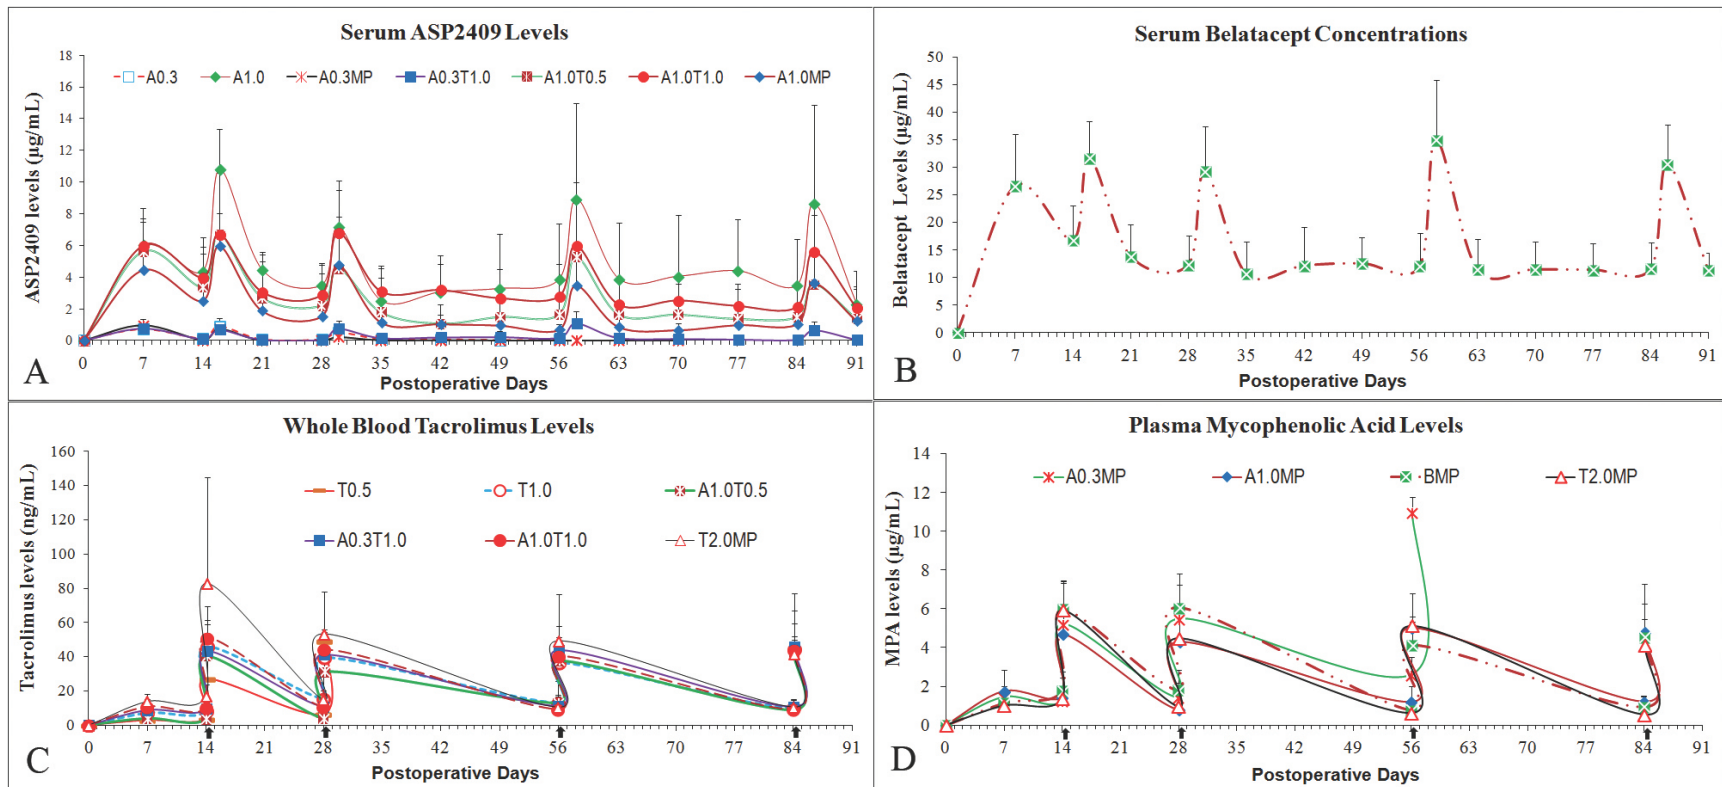 Serum ASP2409 Levels
ASP2409 levels (µg/mL)
18
16
14
12
10
8
6
4
2
0
A0.3 A1.0 A0.3MP A0.3T1.0 A1.0T0.5 A1.0T1.0 A1.0MP
0 7 14 21 28 35 42 49 56 63 70 77 84 91
Postoperative Days
A
Serum Belatacept Concentrations
Belatacept Levels (µg/mL)
50
45
40
35
30
25
20
15
10
5
0
0 7 14 21 28 35 42 49 56 63 70 77 84 91
Postoperative Days
B
Whole Blood Tacrolimus Levels
Tacrolimus levels (ng/mL)
160
140
120
100
80
60
40
20
0
T0.5 T1.0 A1.0T0.5
A0.3T1.0 A1.0T1.0 T2.0MP
0 7 14 21 28 35 42 49 56 63 70 77 84 91
Postoperative Days
C
Plasma Mycophenolic Acid Levels
MPA levels (µg/mL)
14
12
10
8
6
4
2
0
A0.3MP A1.0MP BMP T2.0MP
0 7 14 21 28 35 42 49 56 63 70 77 84 91
Postoperative Days
D